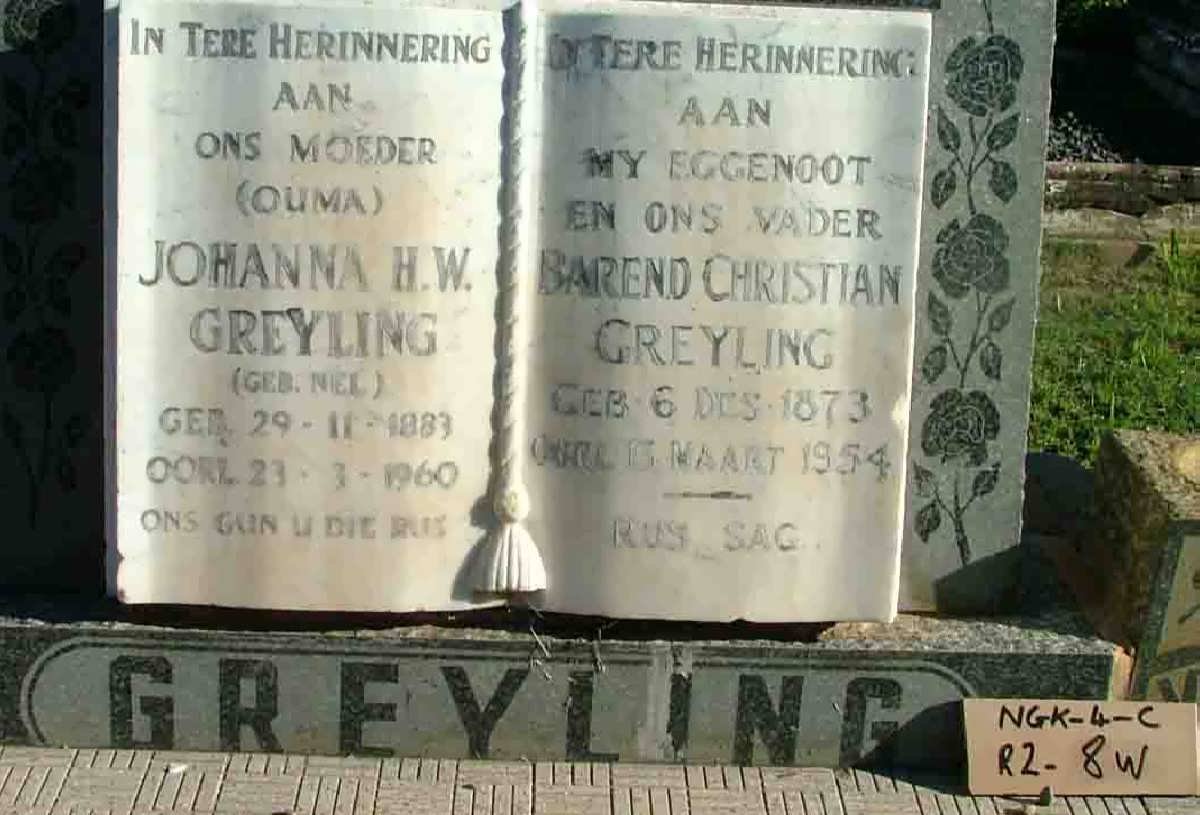 IN TERE HERINNERING
AAN
ONS MOEDER
(OUMA)
JOHANNA H.W.
GREYLING
(GEB. NEL)
GEB. 29 - 11 - 1883
OORL. 23 - 3 - 1960
ONS GUN U DIE RUS
IN TERE HERINNERING
AAN
MY EGGENOOT
EN ONS VADER
BAREND CHRISTIAN
GREYLING
GEB. 6 DES. 1873
OORL. MAART 1954
RUS SAG.
GREYLING
NGK-4-C
R2-8W